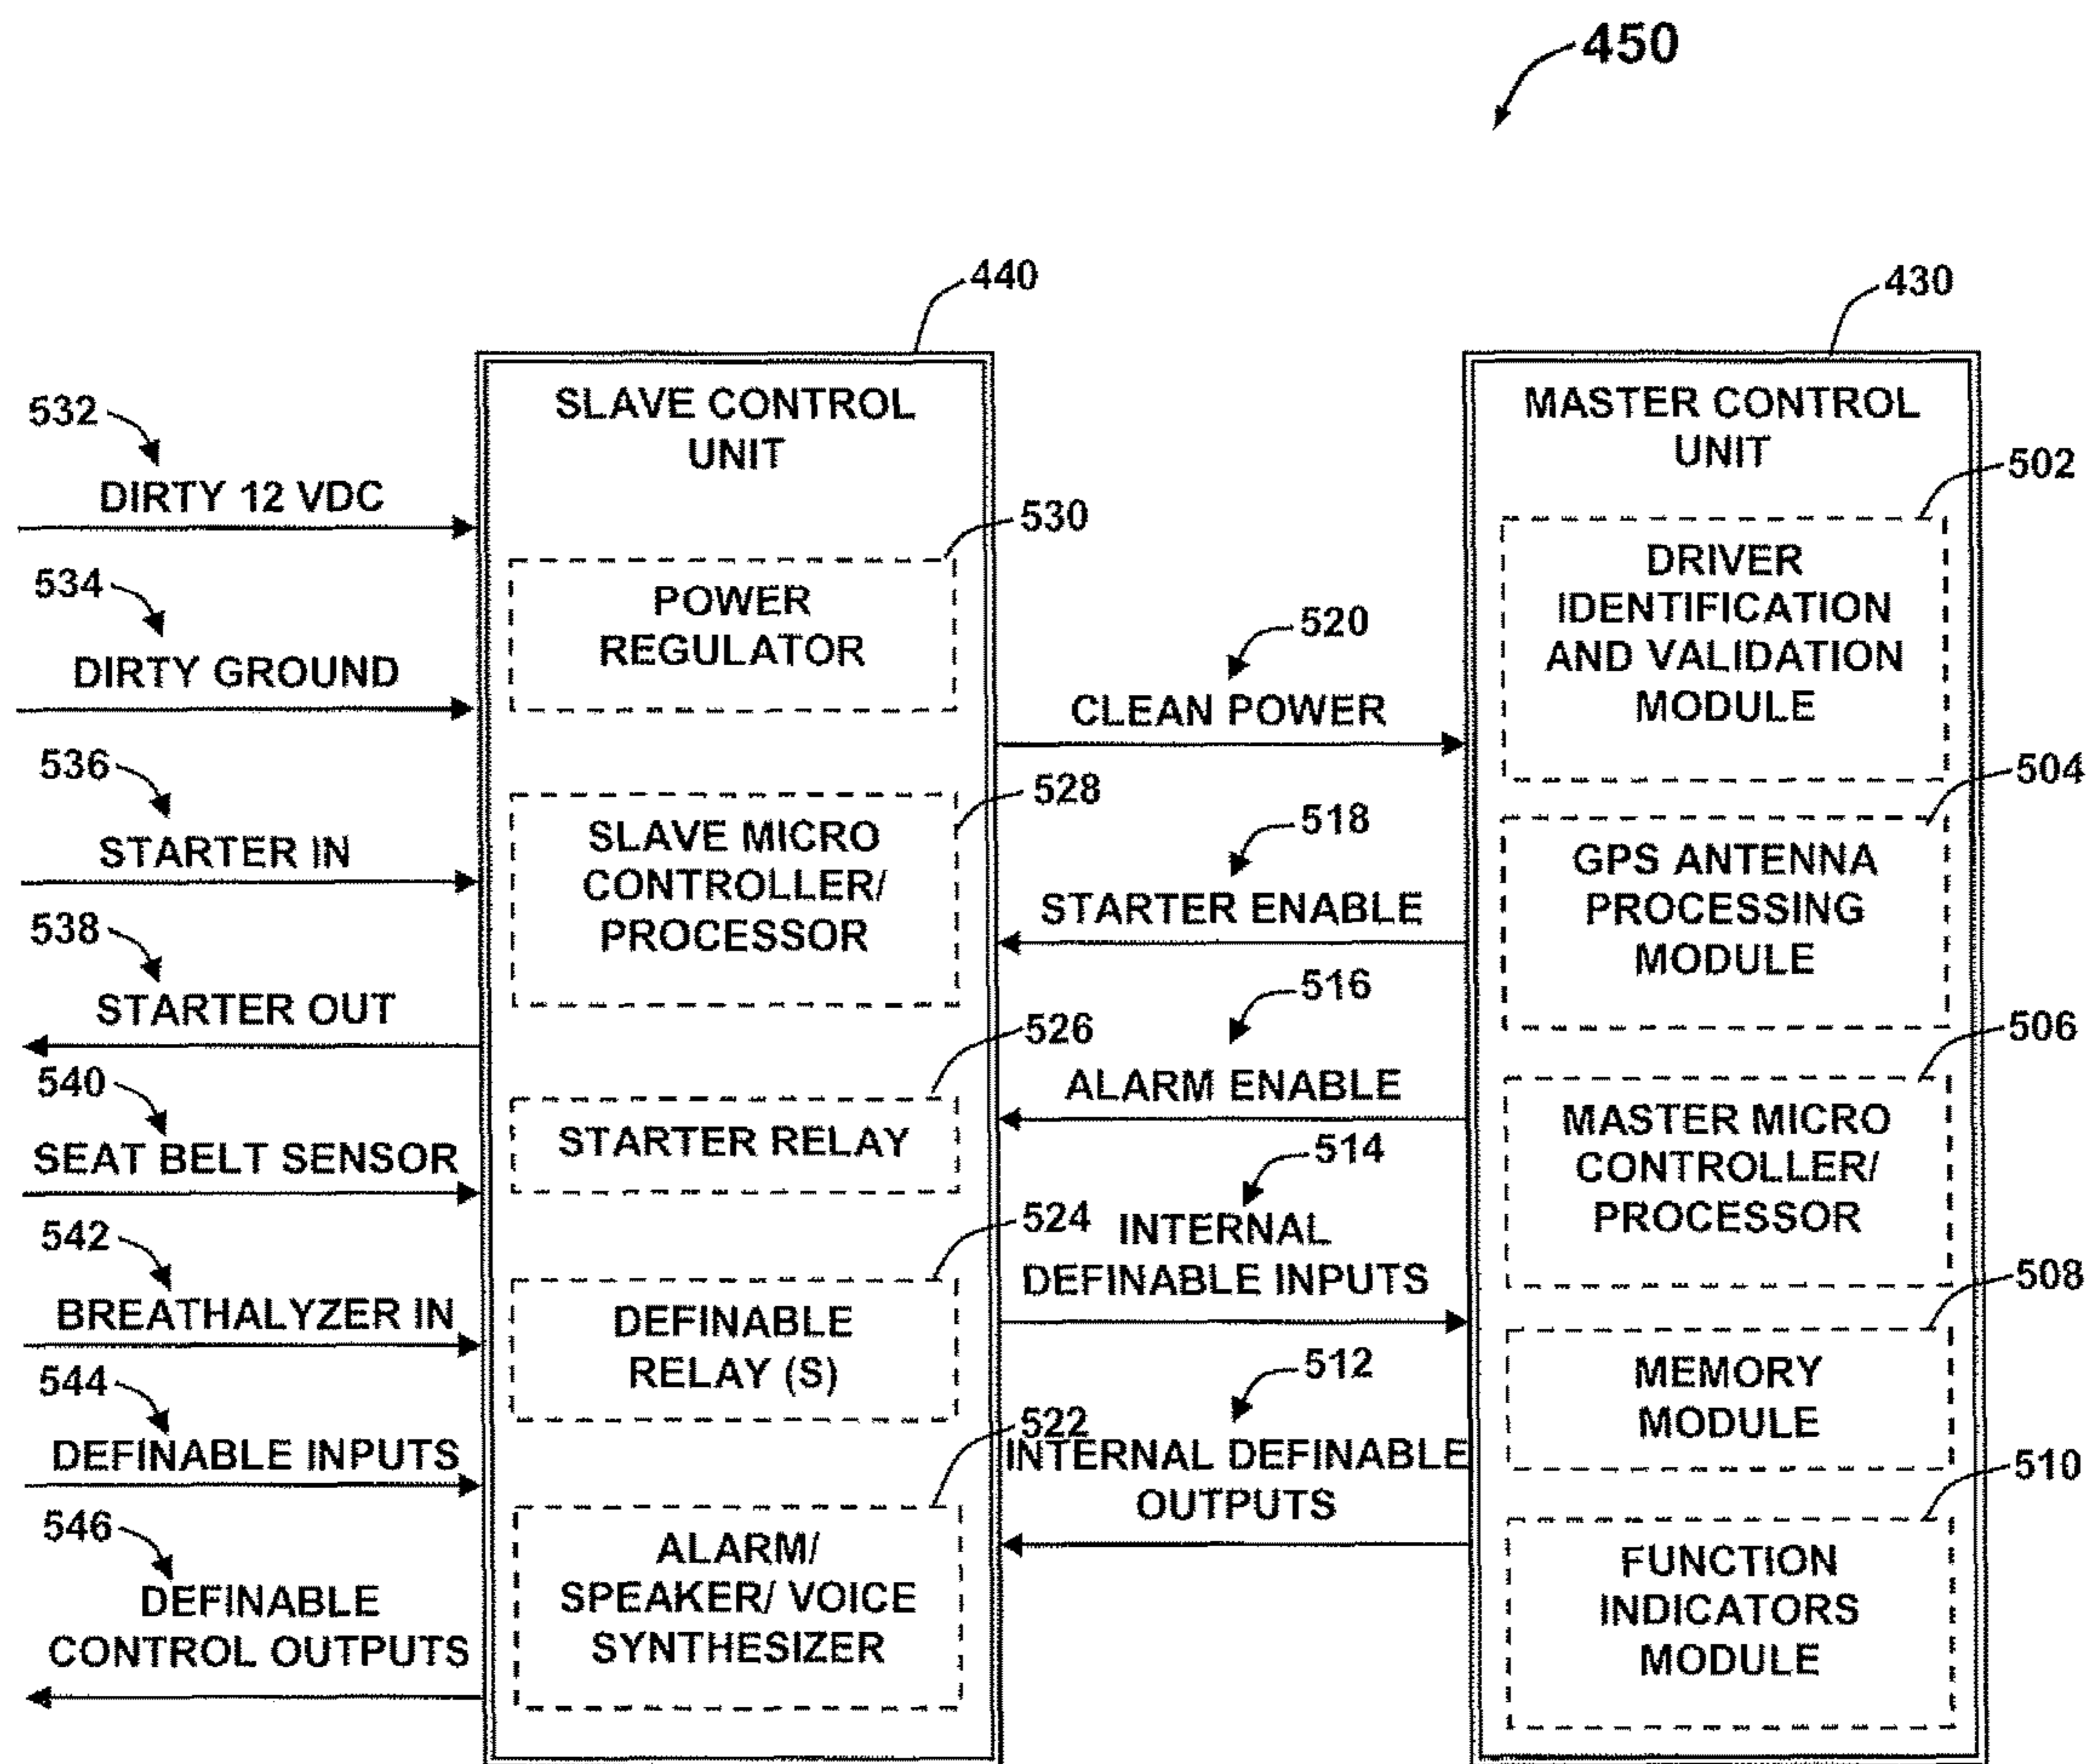 450
440
430
532
DIRTY 12 VDC
534
DIRTY GROUND
536
STARTER IN
538
STARTER OUT
540
SEAT BELT SENSOR
542
BREATHALYZER IN
544
DEFINABLE INPUTS
546
DEFINABLE
CONTROL OUTPUTS
SLAVE CONTROL
UNIT
530
POWER
REGULATOR
528
SLAVE MICRO
CONTROLLER/
PROCESSOR
526
STARTER RELAY
524
DEFINABLE
RELAY (S)
522
ALARM/
SPEAKER/ VOICE
SYNTHESIZER
520
CLEAN POWER
518
STARTER ENABLE
516
ALARM ENABLE
514
INTERNAL
DEFINABLE INPUTS
512
INTERNAL DEFINABLE
OUTPUTS
MASTER CONTROL
UNIT
502
DRIVER
IDENTIFICATION
AND VALIDATION
MODULE
504
GPS ANTENNA
PROCESSING
MODULE
506
MASTER MICRO
CONTROLLER/
PROCESSOR
508
MEMORY
MODULE
510
FUNCTION
INDICATORS
MODULE